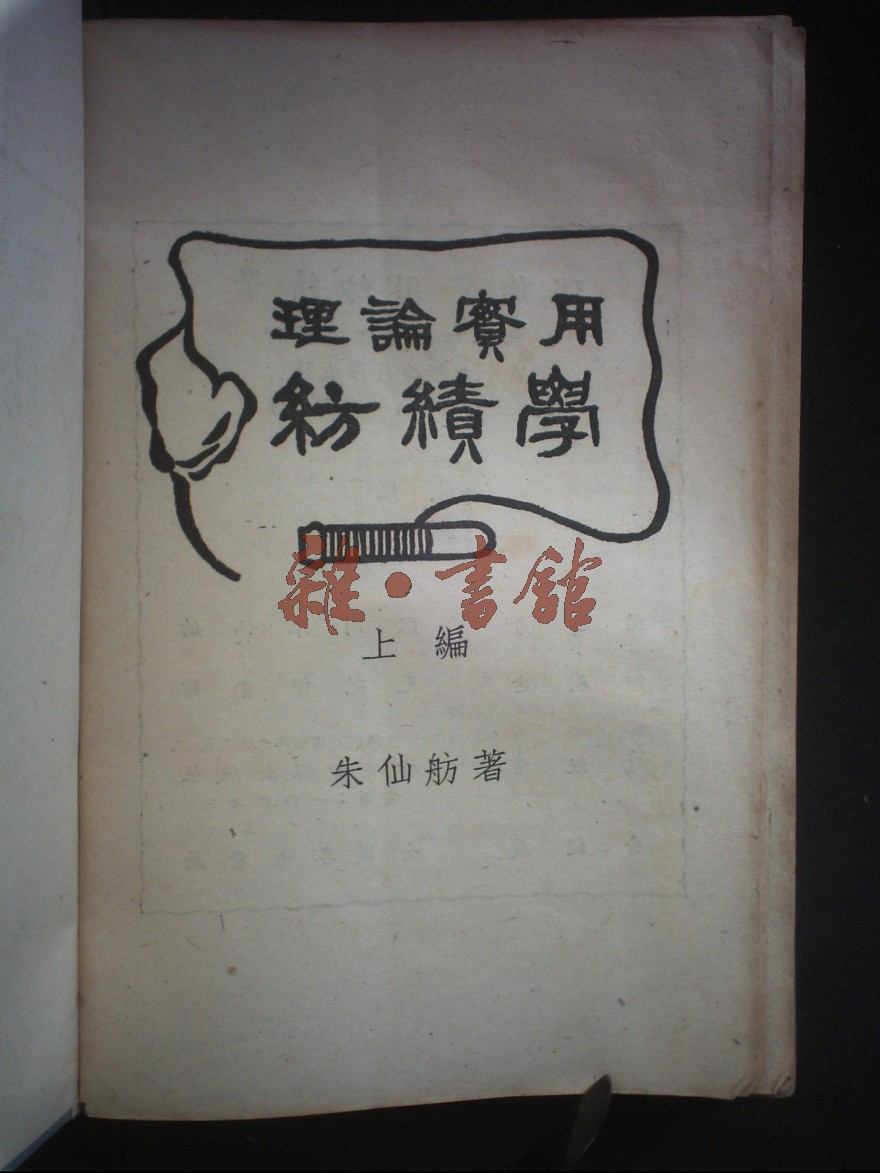 理論實用
紡績學
雜·書館
上編
朱仙舫著